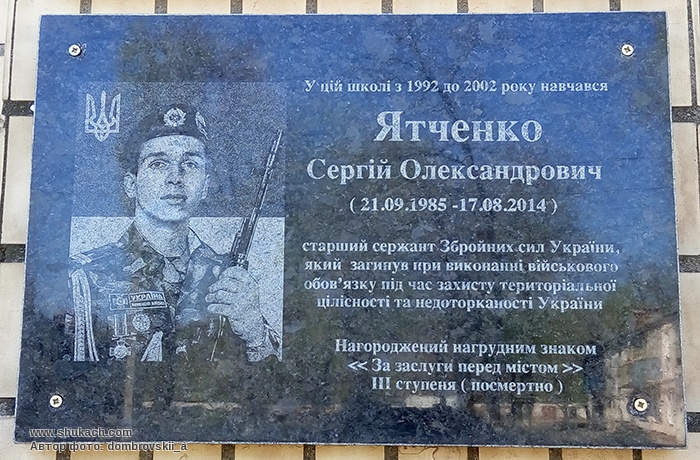 У цій школі з 1992 до 2002 року навчався
Ятченко
Сергій Олександрович
( 21.09.1985 -17.08.2014 )
старший сержант Збройних сил України,
який загинув при виконанні військового
обов’язку під час захисту територіальної
цілісності та недоторканості України
Нагороджений нагрудним знаком
<< За заслуги перед містом >>
III ступеня ( посмертно )
УКРАЇНА
www.shukach.com
Автор фото: dombrovskii_a